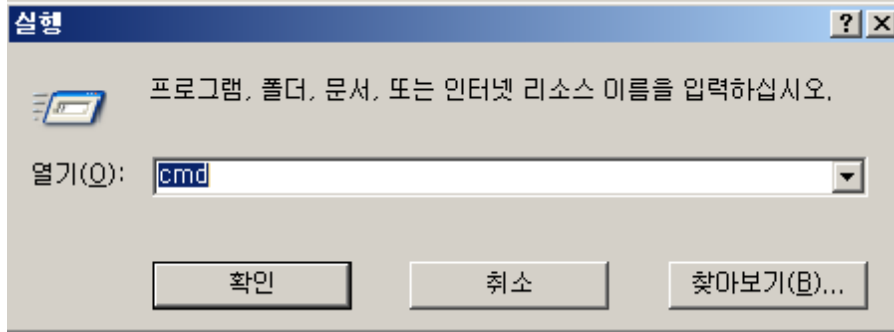 실행
프로그램, 폴더, 문서, 또는 인터넷 리소스 이름을 입력하십시오.
열기(O): cmd
확인 취소 찾아보기(B)...